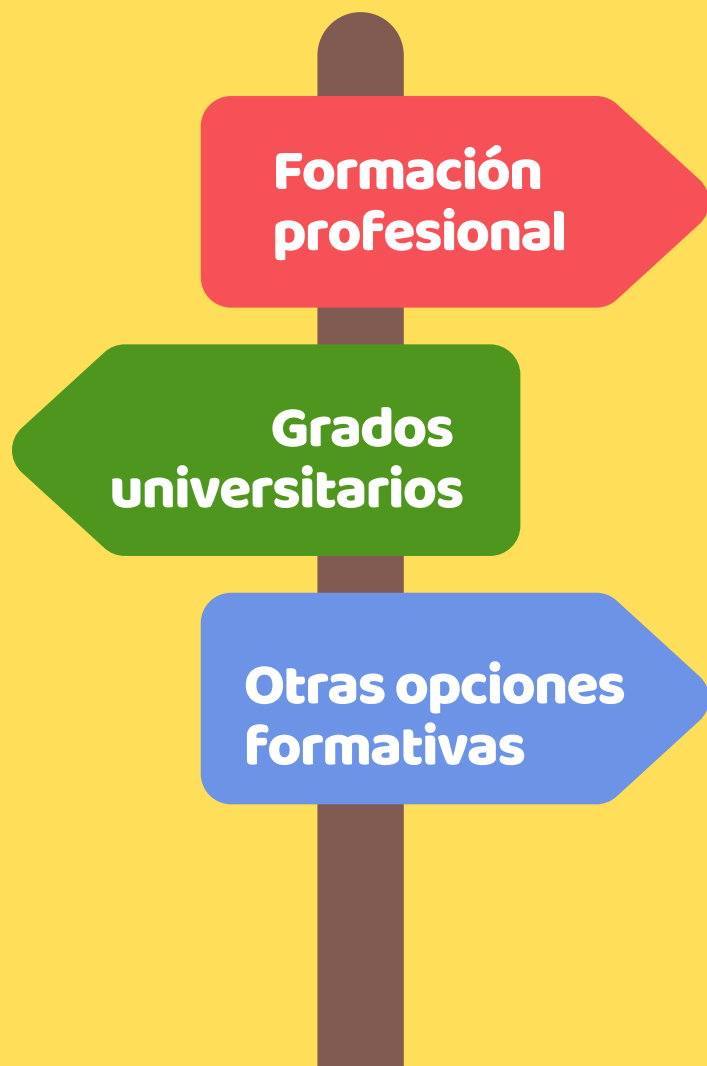 Formación
profesional
Grados
universitarios
Otras opciones
formativas